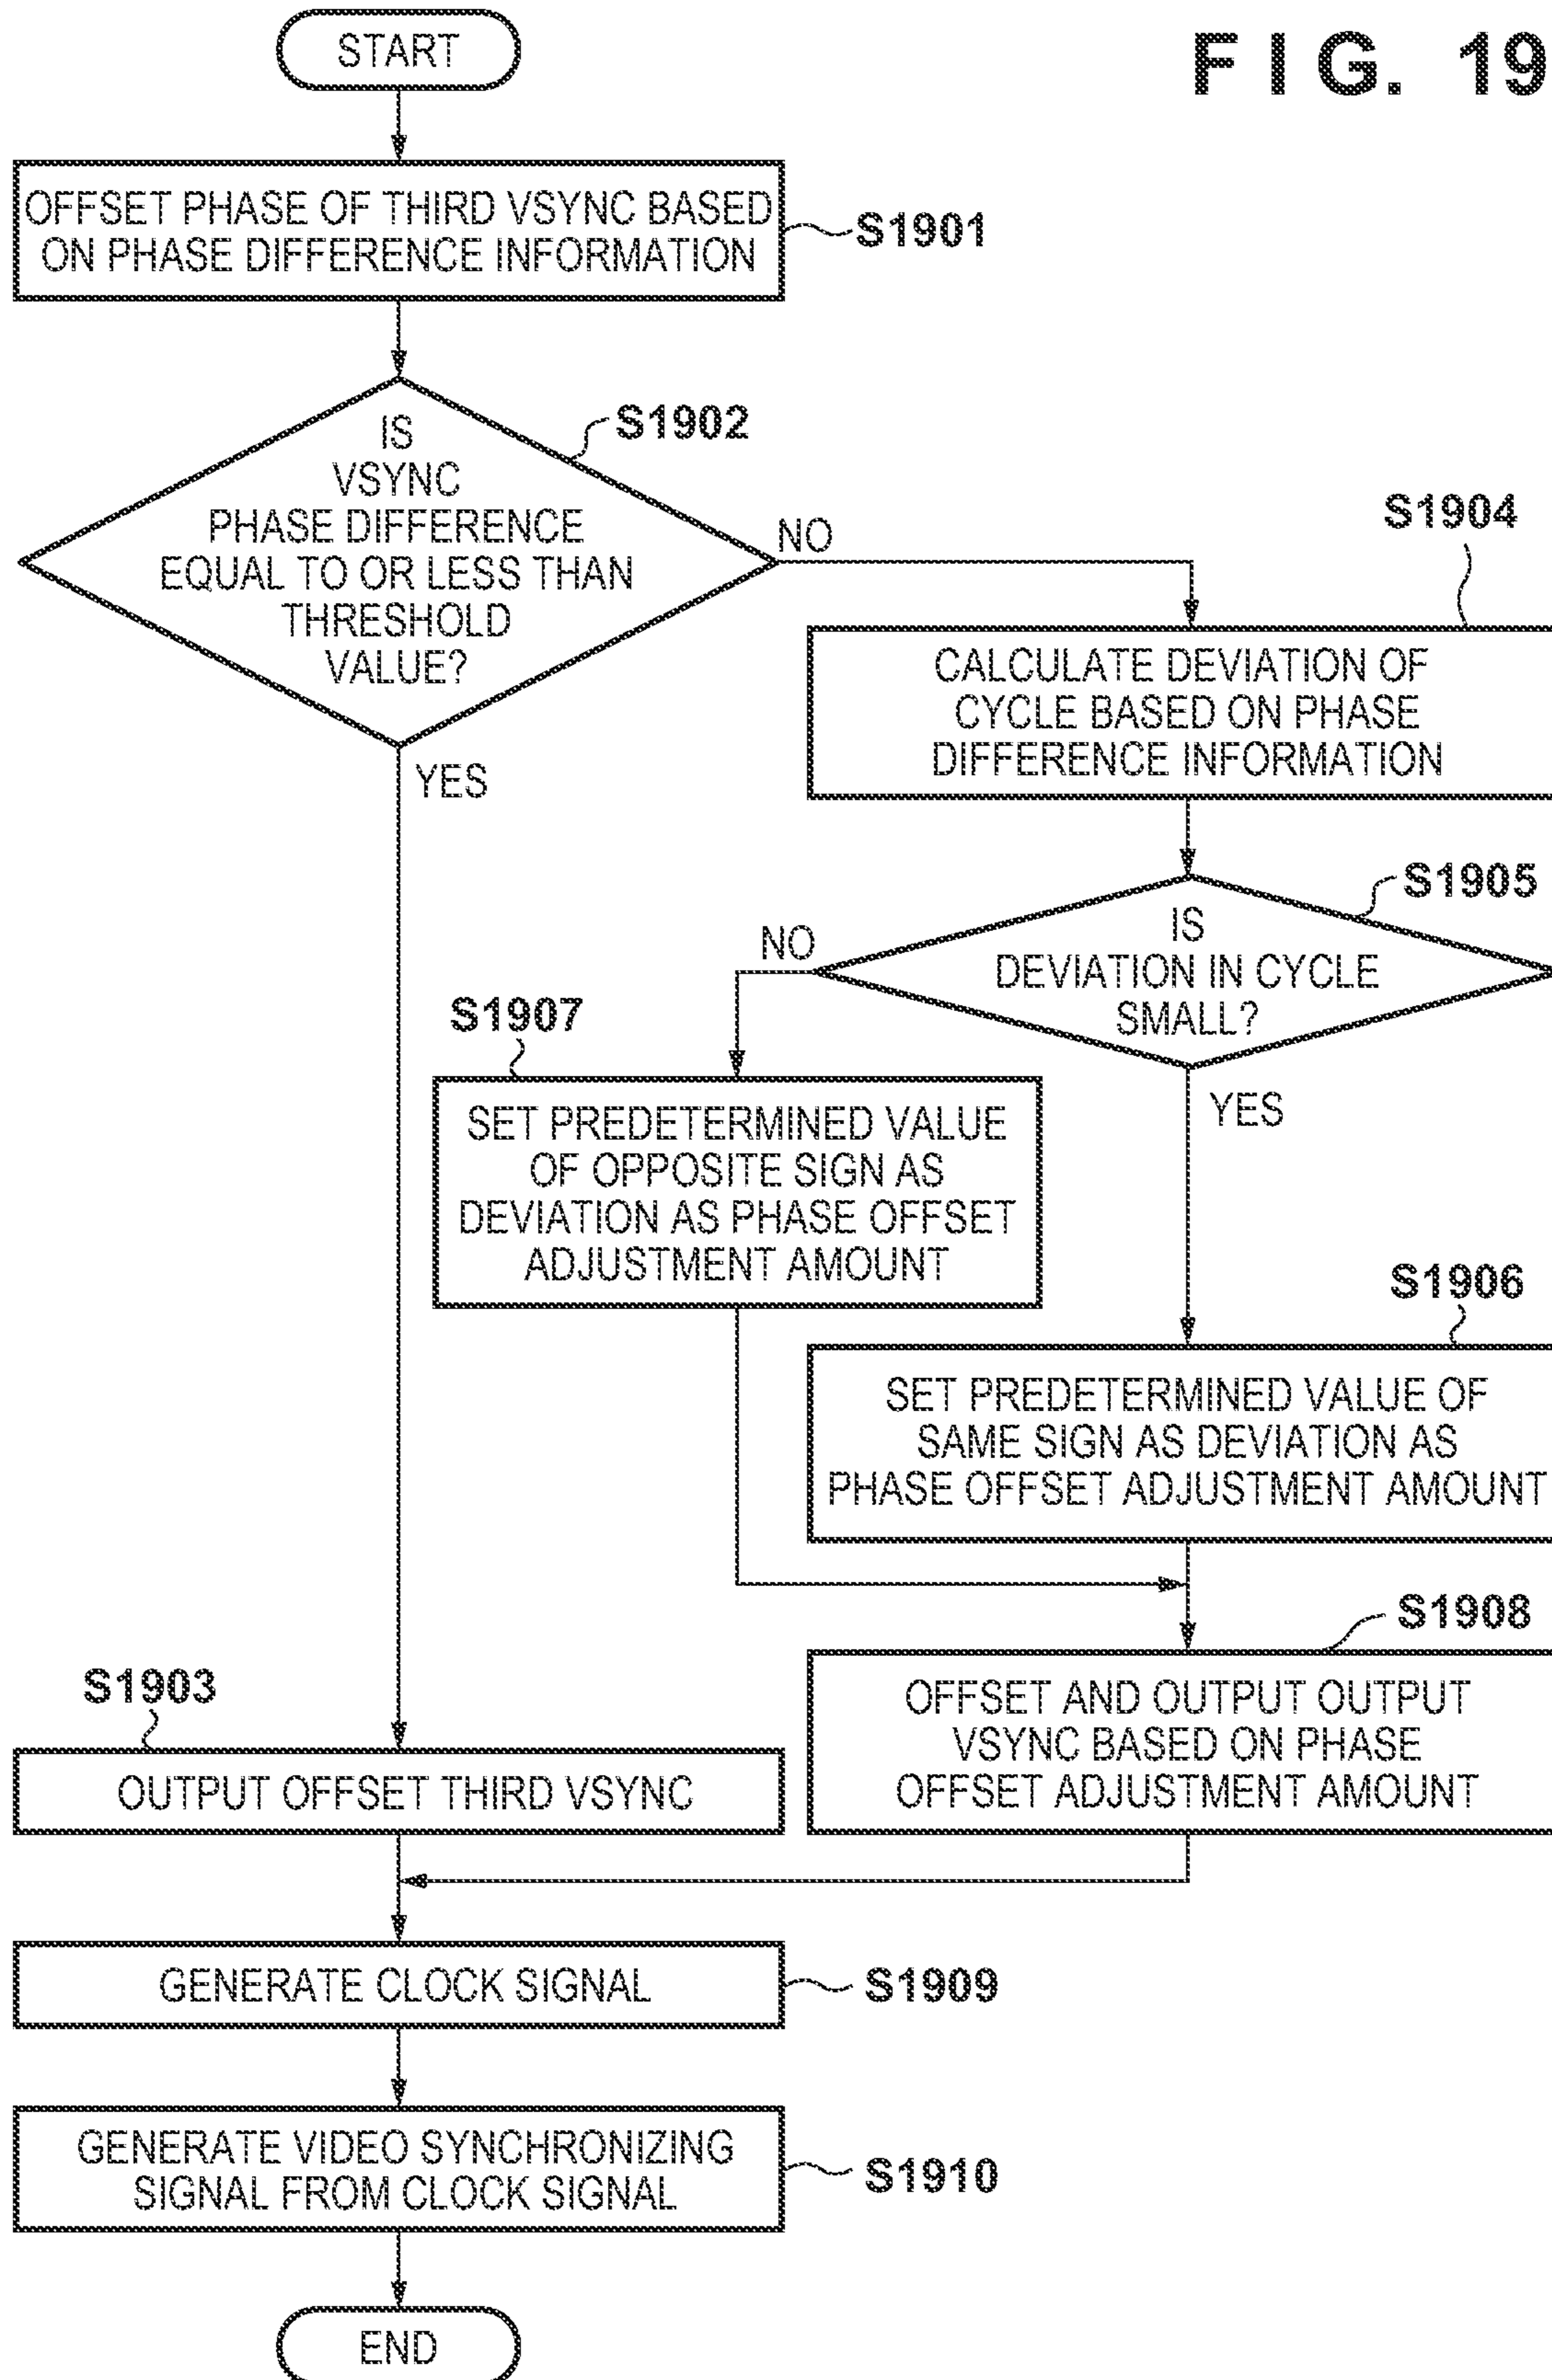 FIG. 19
START
OFFSET PHASE OF THIRD VSYNC BASED
ON PHASE DIFFERENCE INFORMATION
S1901
IS
VSYNC
PHASE DIFFERENCE
EQUAL TO OR LESS THAN
THRESHOLD
VALUE?
S1902
NO
YES
S1904
CALCULATE DEVIATION OF
CYCLE BASED ON PHASE
DIFFERENCE INFORMATION
S1905
IS
DEVIATION IN CYCLE
SMALL?
NO
YES
S1907
SET PREDETERMINED VALUE
OF OPPOSITE SIGN AS
DEVIATION AS PHASE OFFSET
ADJUSTMENT AMOUNT
S1906
SET PREDETERMINED VALUE OF
SAME SIGN AS DEVIATION AS
PHASE OFFSET ADJUSTMENT AMOUNT
S1908
OFFSET AND OUTPUT OUTPUT
VSYNC BASED ON PHASE
OFFSET ADJUSTMENT AMOUNT
S1903
OUTPUT OFFSET THIRD VSYNC
GENERATE CLOCK SIGNAL
S1909
GENERATE VIDEO SYNCHRONIZING
SIGNAL FROM CLOCK SIGNAL
S1910
END